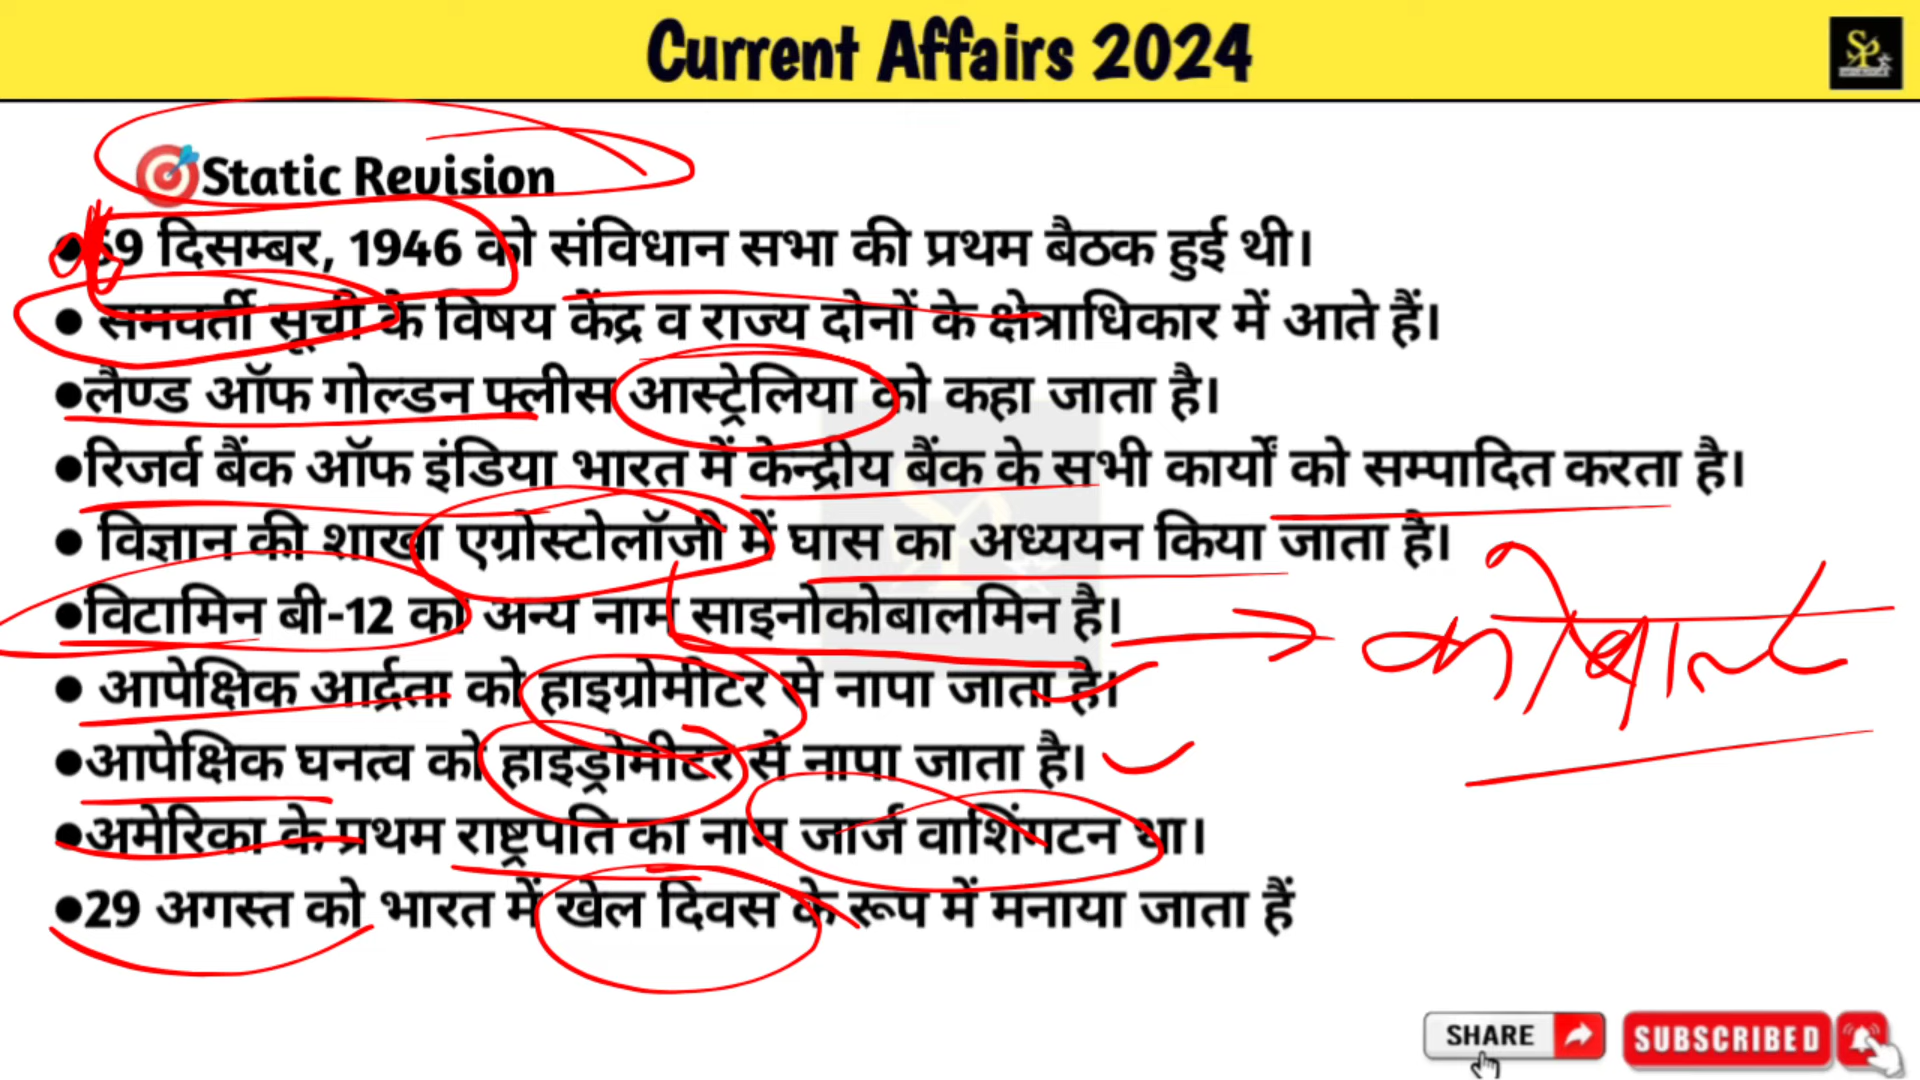 Current Affairs 2024
Static Revision
●59 दिसम्बर, 1946 को संविधान सभा की प्रथम बैठक हुई थी।
● समवर्ती सूची के विषय केंद्र व राज्य दोनों के क्षेत्राधिकार में आते हैं।
●लैण्ड ऑफ गोल्डन फ्लीस आस्ट्रेलिया को कहा जाता है।
●रिजर्व बैंक ऑफ इंडिया भारत में केन्द्रीय बैंक के सभी कार्यों को सम्पादित करता है।
● विज्ञान की शाखा एग्रोस्टोलॉजी में घास का अध्ययन किया जाता है।
●विटामिन बी-12 का अन्य नाम साइनोकोबालमिन है।
● आपेक्षिक आर्द्रता को हाइग्रोमीटर से नापा जाता है।
●आपेक्षिक घनत्व को हाइड्रोमीटर से नापा जाता है।
●अमेरिका के प्रथम राष्ट्रपति का नाम जार्ज वाशिंगटन था।
●29 अगस्त को भारत में खेल दिवस के रूप में मनाया जाता हैं
SHARE
SUBSCRIBED